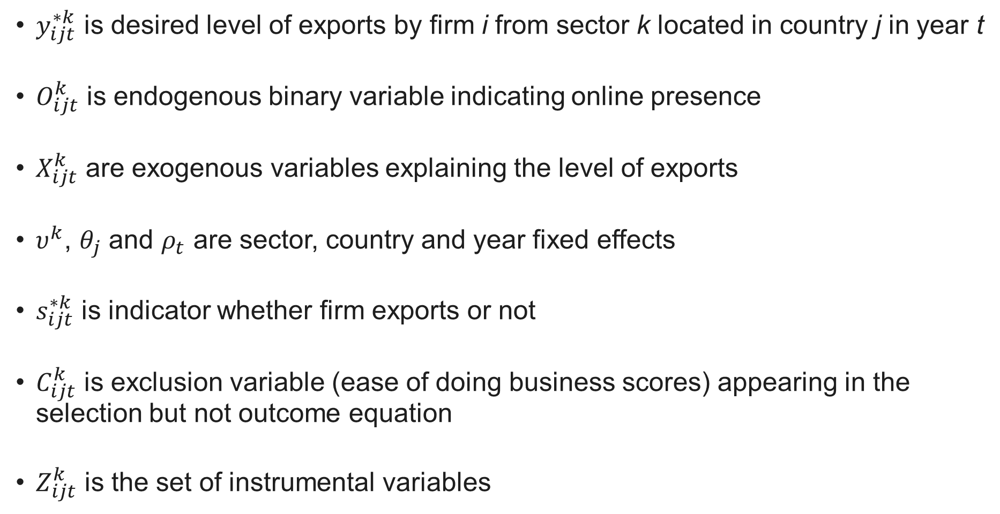 • $y_{ijt}^{*k}$ is desired level of exports by firm i from sector k located in country j in year t
• $O_{ijt}^{k}$ is endogenous binary variable indicating online presence
• $X_{ijt}^{k}$ are exogenous variables explaining the level of exports
• $υ^{k}$, $θ_{j}$ and $ρ_{t}$ are sector, country and year fixed effects
• $s_{ijt}^{*k}$ is indicator whether firm exports or not
• $C_{ijt}^{k}$ is exclusion variable (ease of doing business scores) appearing in the
selection but not outcome equation
• $Z_{ijt}^{k}$ is the set of instrumental variables